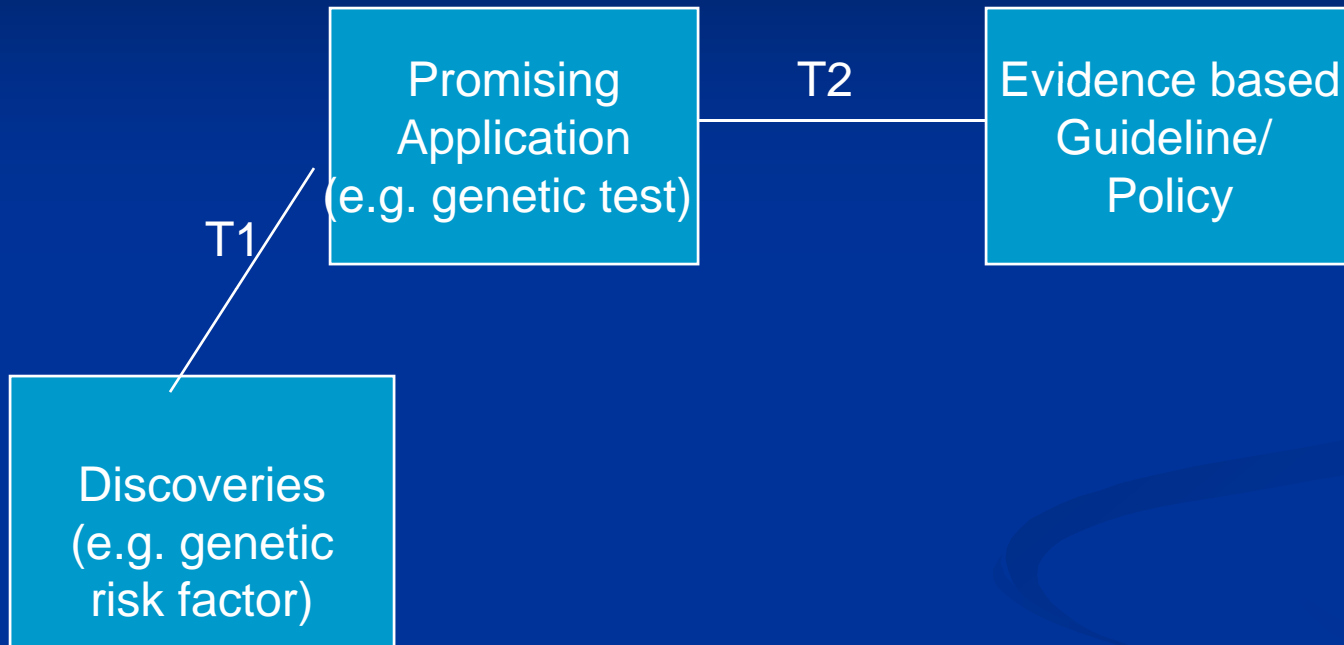 Promising
Application
(e.g. genetic test)
T2
Evidence based
Guideline/
Policy
T1
Discoveries
(e.g. genetic
risk factor)